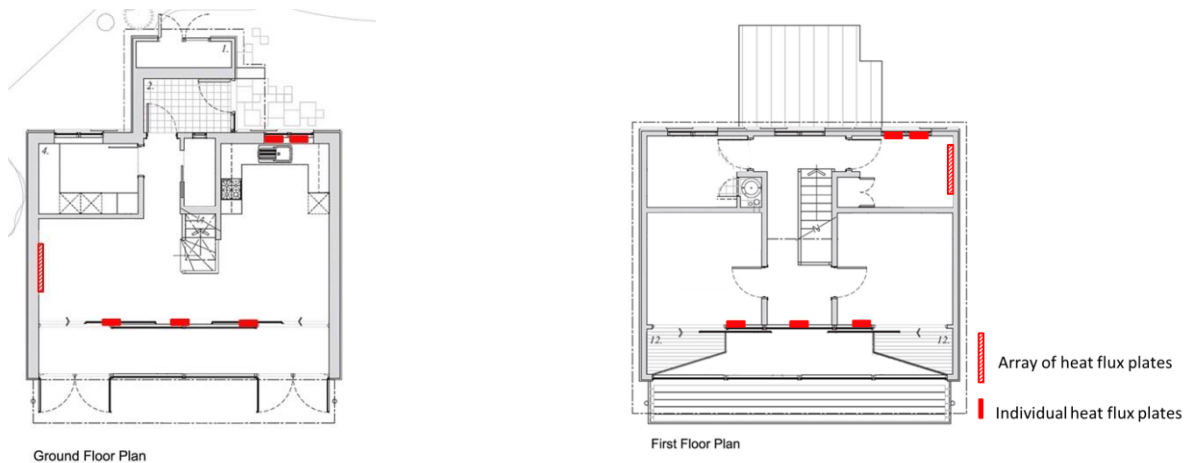 1.
2.
4.
12.
12.
Array of heat flux plates
Individual heat flux plates
Ground Floor Plan
First Floor Plan